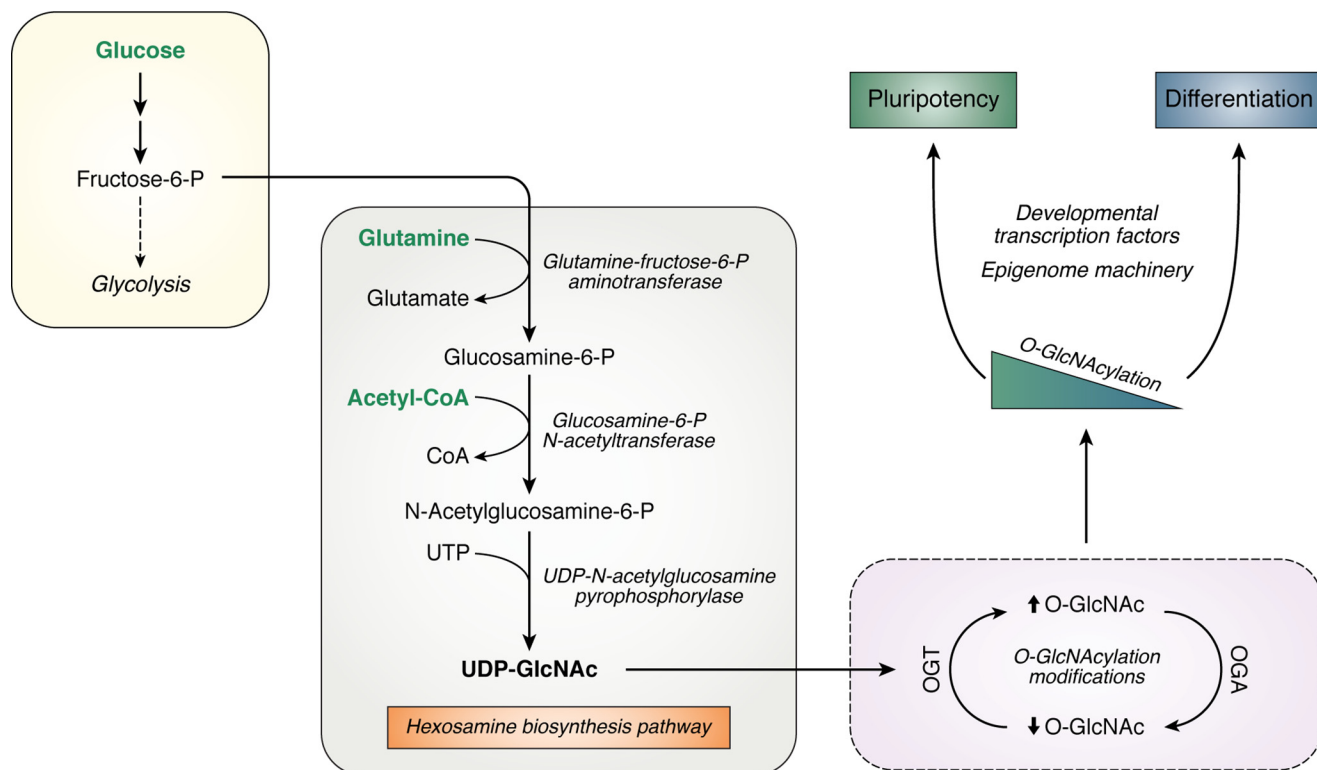 Glucose
Fructose-6-P
Glycolysis
Glutamine
Glutamate
Glutamine-fructose-6-P
aminotransferase
Glucosamine-6-P
Acetyl-CoA
CoA
Glucosamine-6-P
N-acetyltransferase
N-Acetylglucosamine-6-P
UTP
UDP-N-acetylglucosamine
pyrophosphorylase
UDP-GlcNAc
Hexosamine biosynthesis pathway
Pluripotency
Differentiation
Developmental
transcription factors
Epigenome machinery
O-GlcNAcylation
O-GlcNAc
OGT
O-GlcNAcylation
modifications
OGA
O-GlcNAc